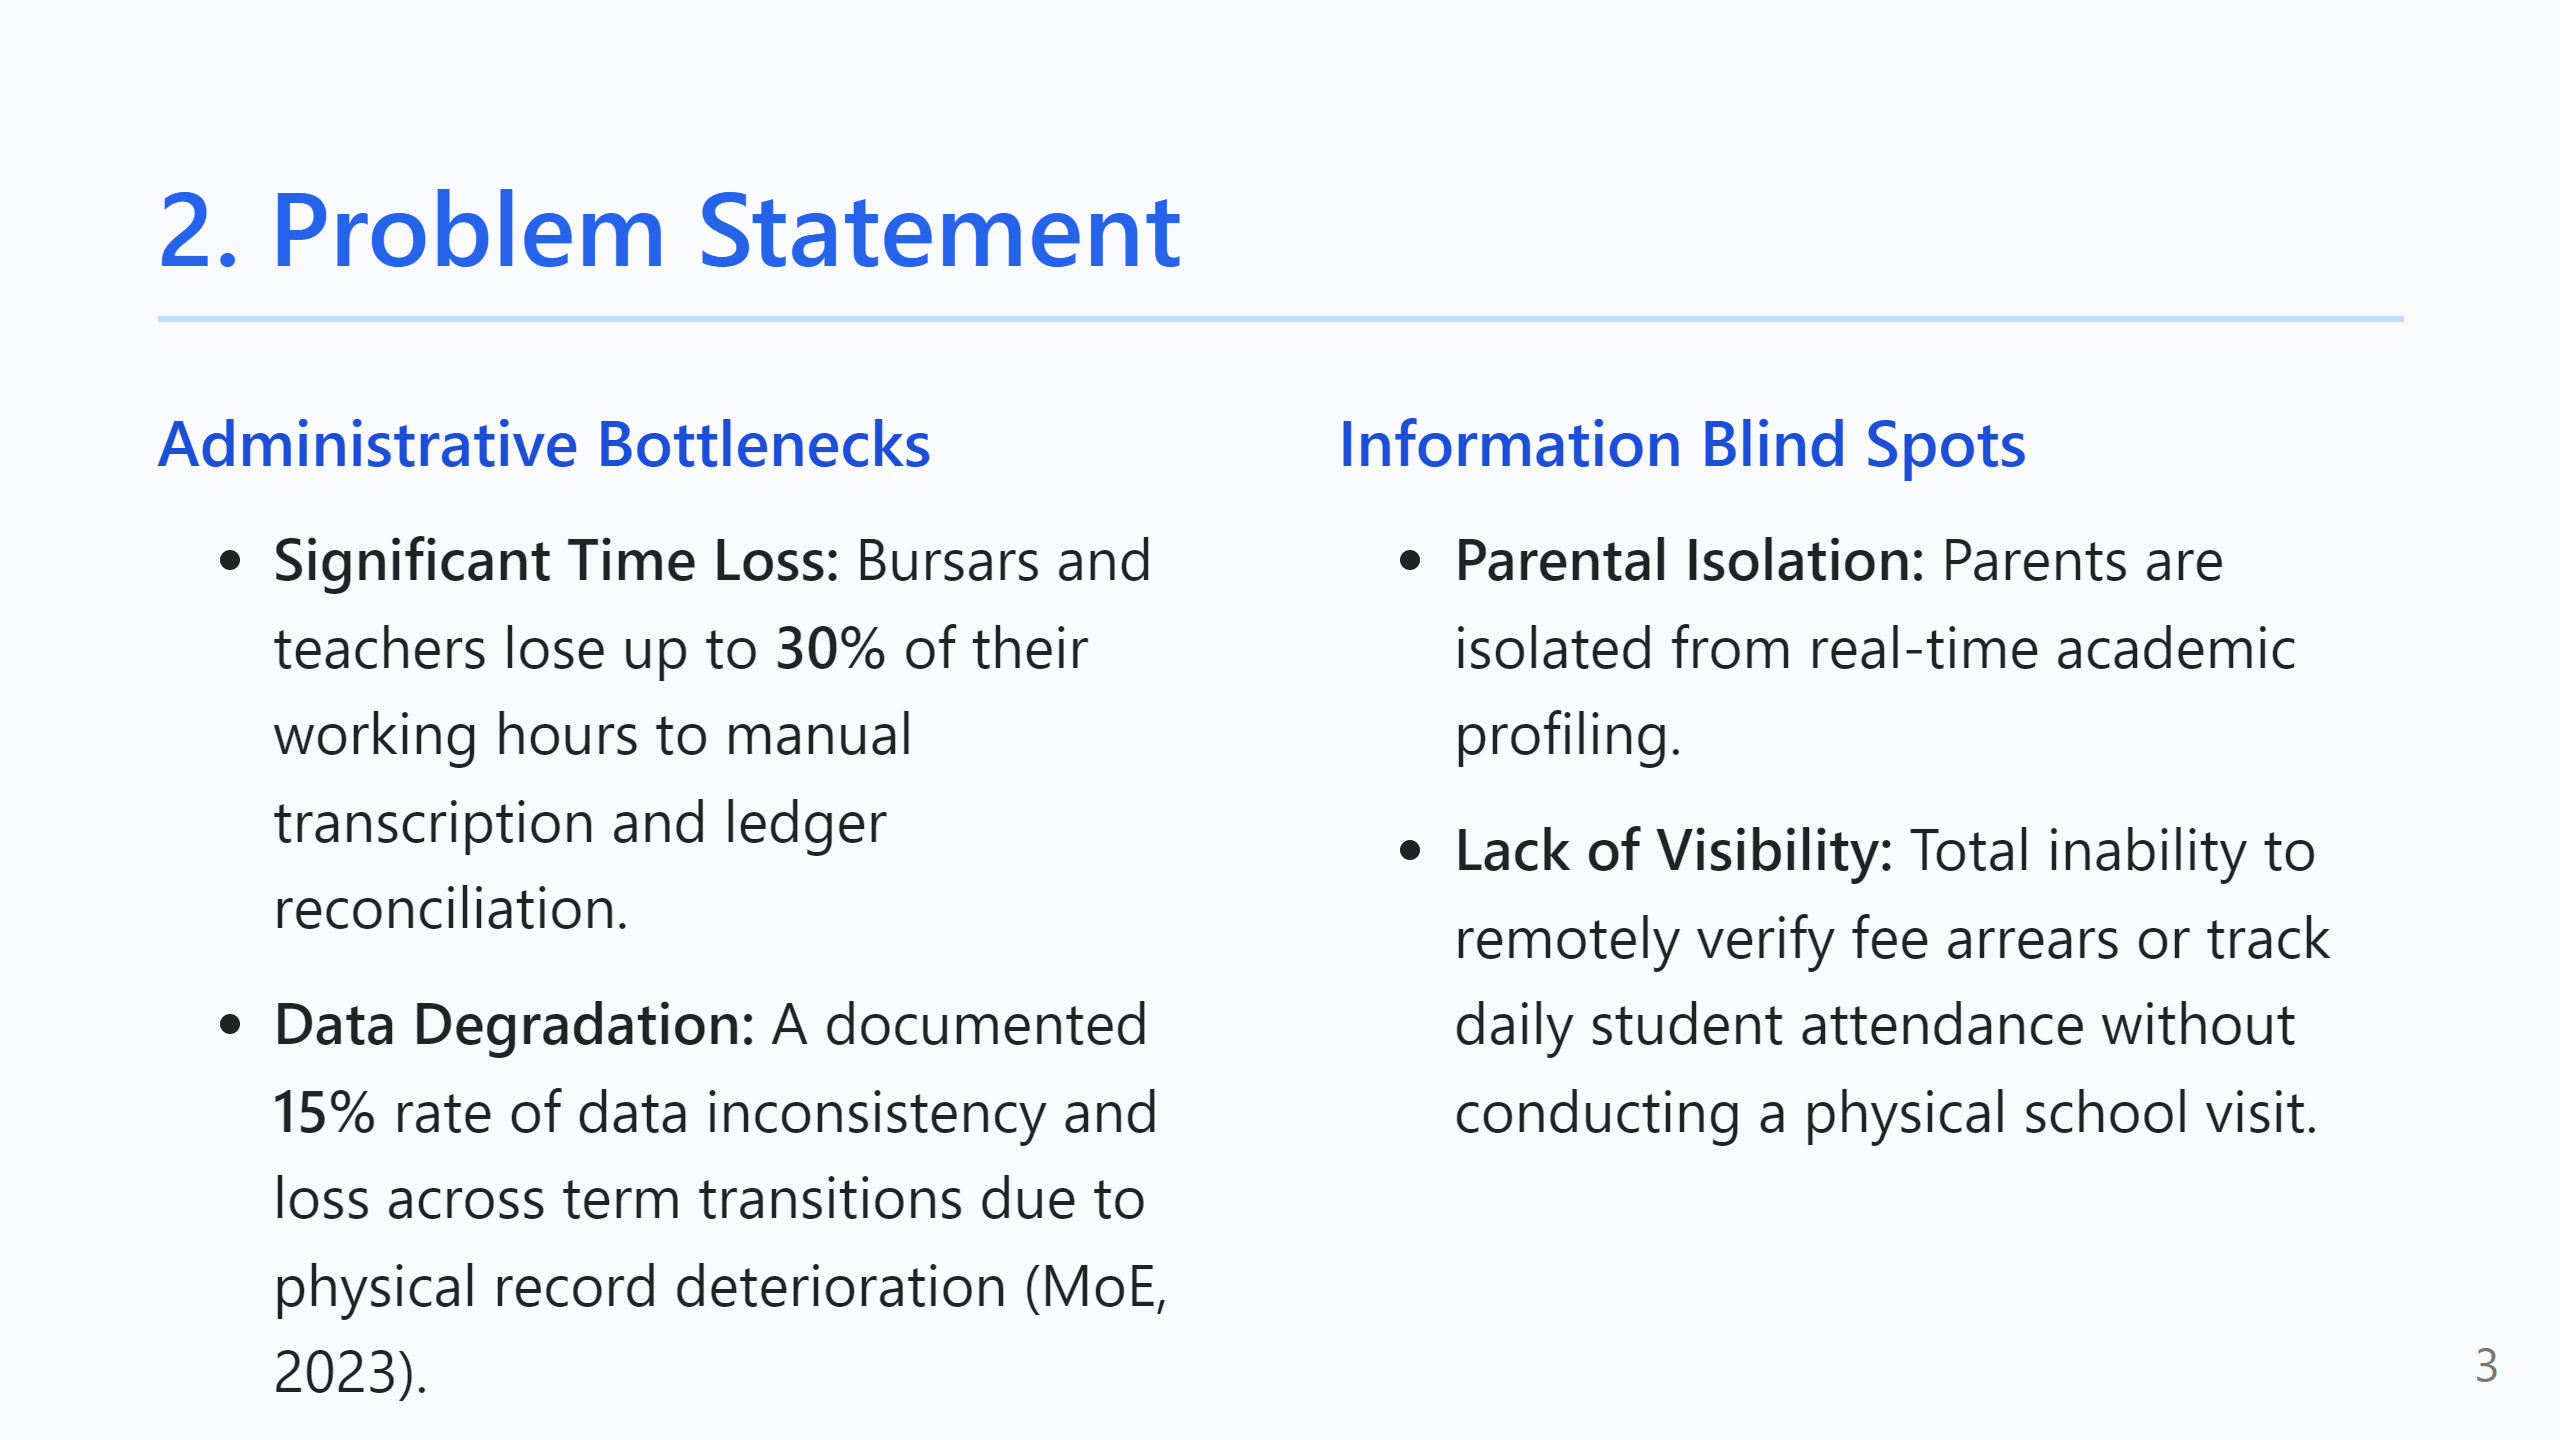 2. Problem Statement
Administrative Bottlenecks
• Significant Time Loss: Bursars and
teachers lose up to 30% of their
working hours to manual
transcription and ledger
reconciliation.
• Data Degradation: A documented
15% rate of data inconsistency and
loss across term transitions due to
physical record deterioration (MoE,
2023).
Information Blind Spots
• Parental Isolation: Parents are
isolated from real-time academic
profiling.
• Lack of Visibility: Total inability to
remotely verify fee arrears or track
daily student attendance without
conducting a physical school visit.
3